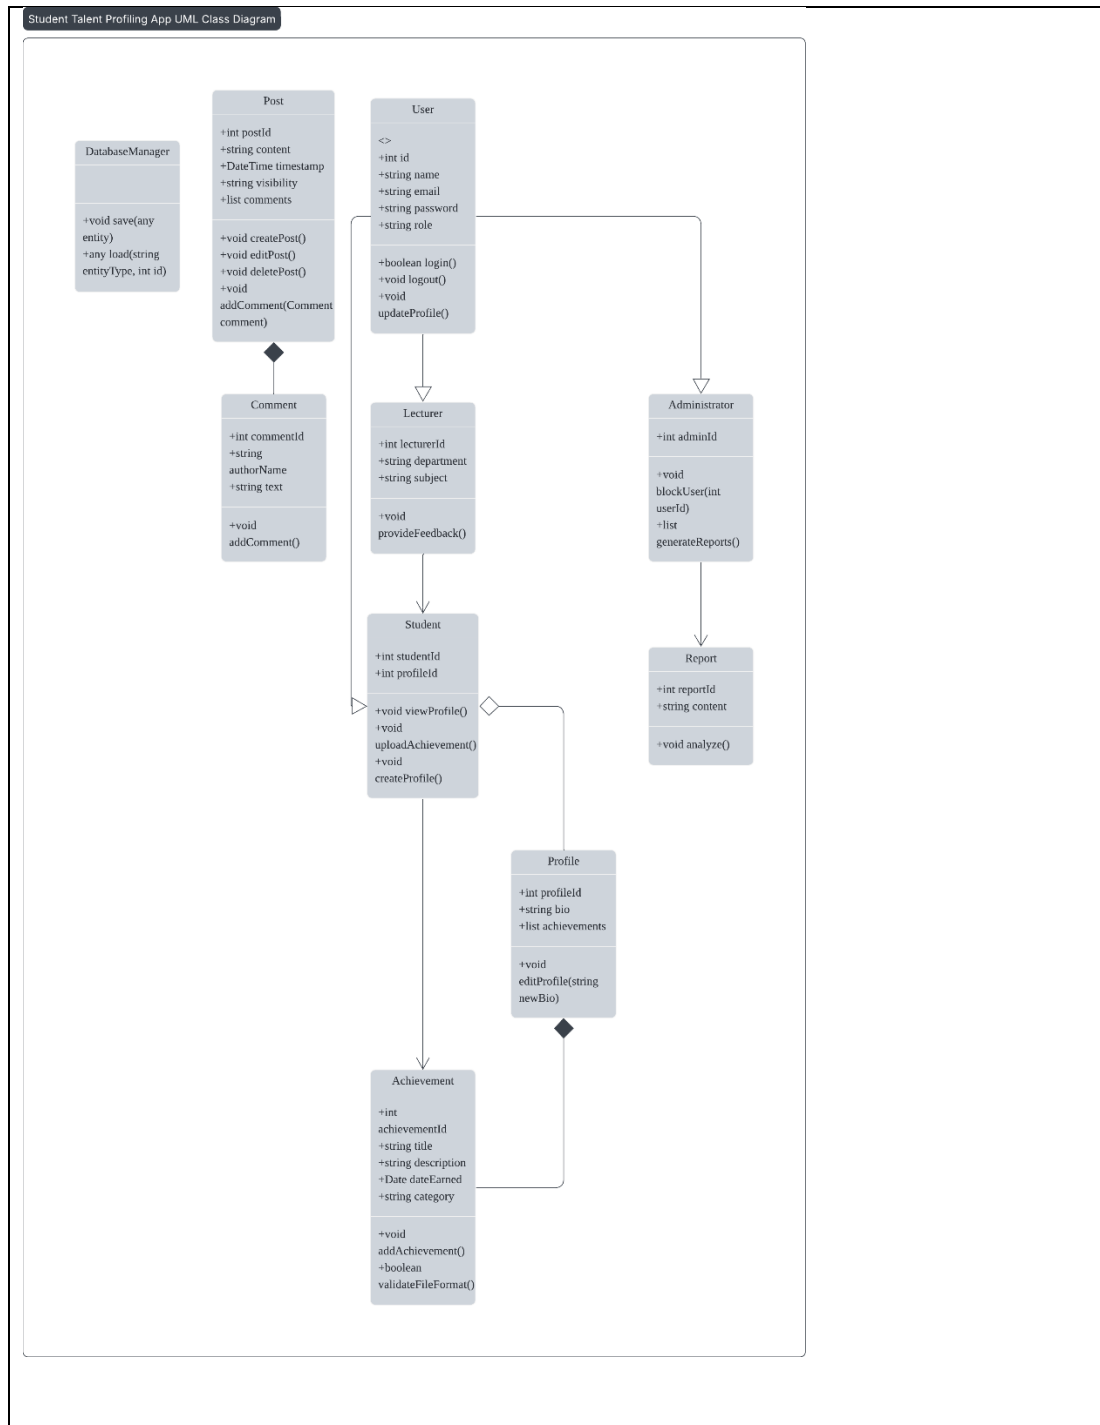 Student Talent Profiling App UML Class Diagram
DatabaseManager
+void save(any
entity)
+any load(string
entityType, int id)
Post
+int postId
+string content
+DateTime timestamp
+string visibility
+list comments
+void createPost()
+void editPost()
+void deletePost()
+void
addComment(Comment
comment)
User
<>
+int id
+string name
+string email
+string password
+string role
+boolean login()
+void logout()
+void
updateProfile()
Comment
+int commentId
+string
authorName
+string text
+void
addComment()
Lecturer
+int lecturerId
+string department
+string subject
+void
provideFeedback()
Administrator
+int adminId
+void
blockUser(int
userId)
+list
generateReports()
Student
+int studentId
+int profileId
+void viewProfile()
+void
uploadAchievement()
+void
createProfile()
Report
+int reportId
+string content
+void analyze()
Profile
+int profileId
+string bio
+list achievements
+void
editProfile(string
newBio)
Achievement
+int
achievementId
+string title
+string description
+Date dateEarned
+string category
+void
addAchievement()
+boolean
validateFileFormat()